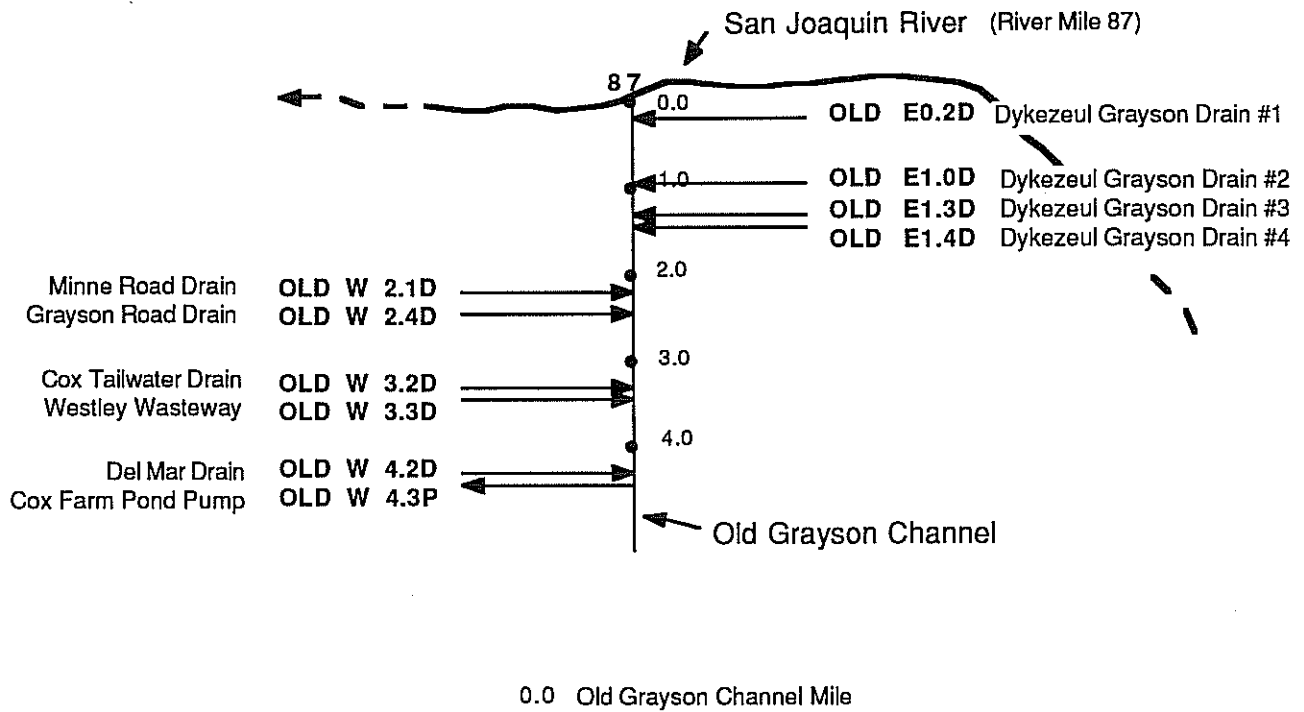 San Joaquin River (River Mile 87)
87
0.0
OLD E0.2D Dykezeul Grayson Drain #1
1.0
OLD E1.0D Dykezeul Grayson Drain #2
OLD E1.3D Dykezeul Grayson Drain #3
OLD E1.4D Dykezeul Grayson Drain #4
2.0
Minne Road Drain OLD W 2.1D
Grayson Road Drain OLD W 2.4D
3.0
Cox Tailwater Drain OLD W 3.2D
Westley Wasteway OLD W 3.3D
4.0
Del Mar Drain OLD W 4.2D
Cox Farm Pond Pump OLD W 4.3P
Old Grayson Channel
0.0 Old Grayson Channel Mile